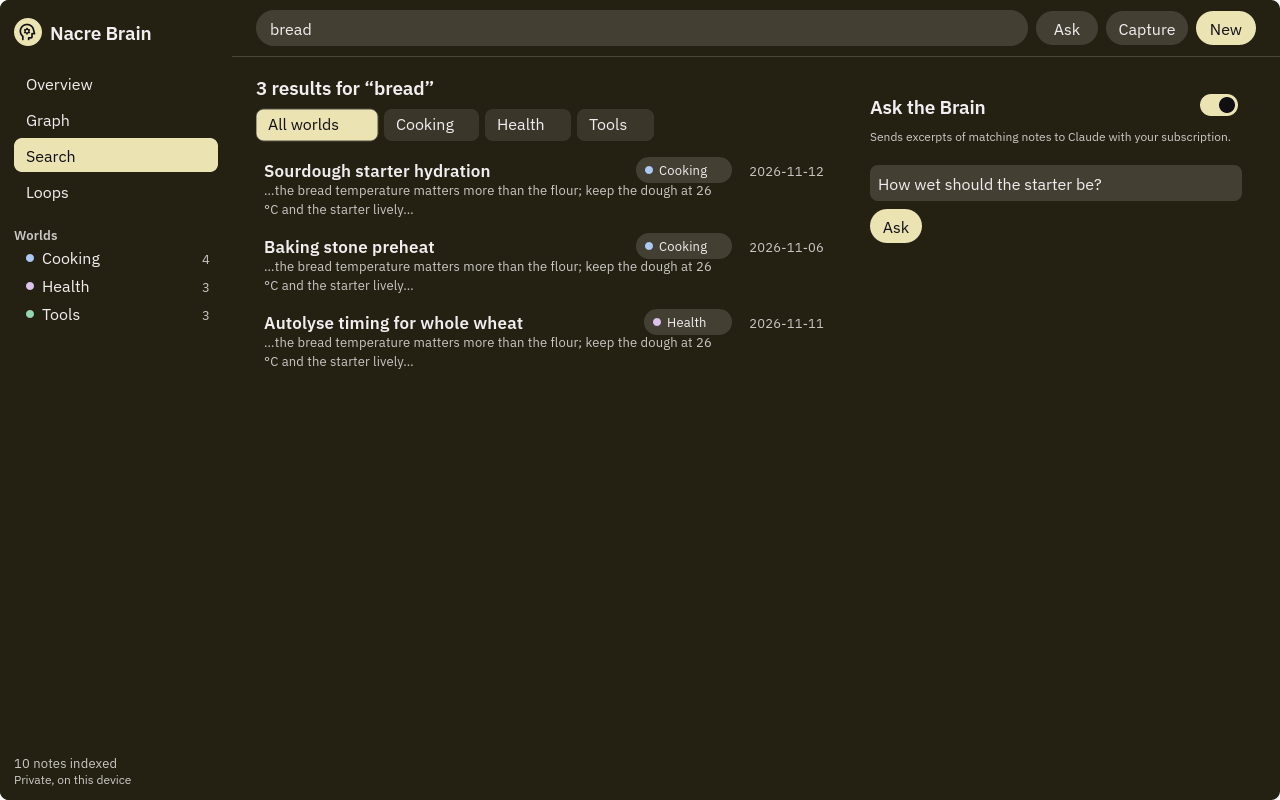 Nacre Brain
bread
Ask
Capture
New
Overview
Graph
Search
Loops
Worlds
Cooking 4
Health 3
Tools 3
10 notes indexed
Private, on this device
3 results for “bread”
All worlds
Cooking
Health
Tools
Sourdough starter hydration
Cooking
2026-11-12
…the bread temperature matters more than the flour; keep the dough at 26
°C and the starter lively…
Baking stone preheat
Cooking
2026-11-06
…the bread temperature matters more than the flour; keep the dough at 26
°C and the starter lively…
Autolyse timing for whole wheat
Health
2026-11-11
…the bread temperature matters more than the flour; keep the dough at 26
°C and the starter lively…
Ask the Brain
Sends excerpts of matching notes to Claude with your subscription.
How wet should the starter be?
Ask